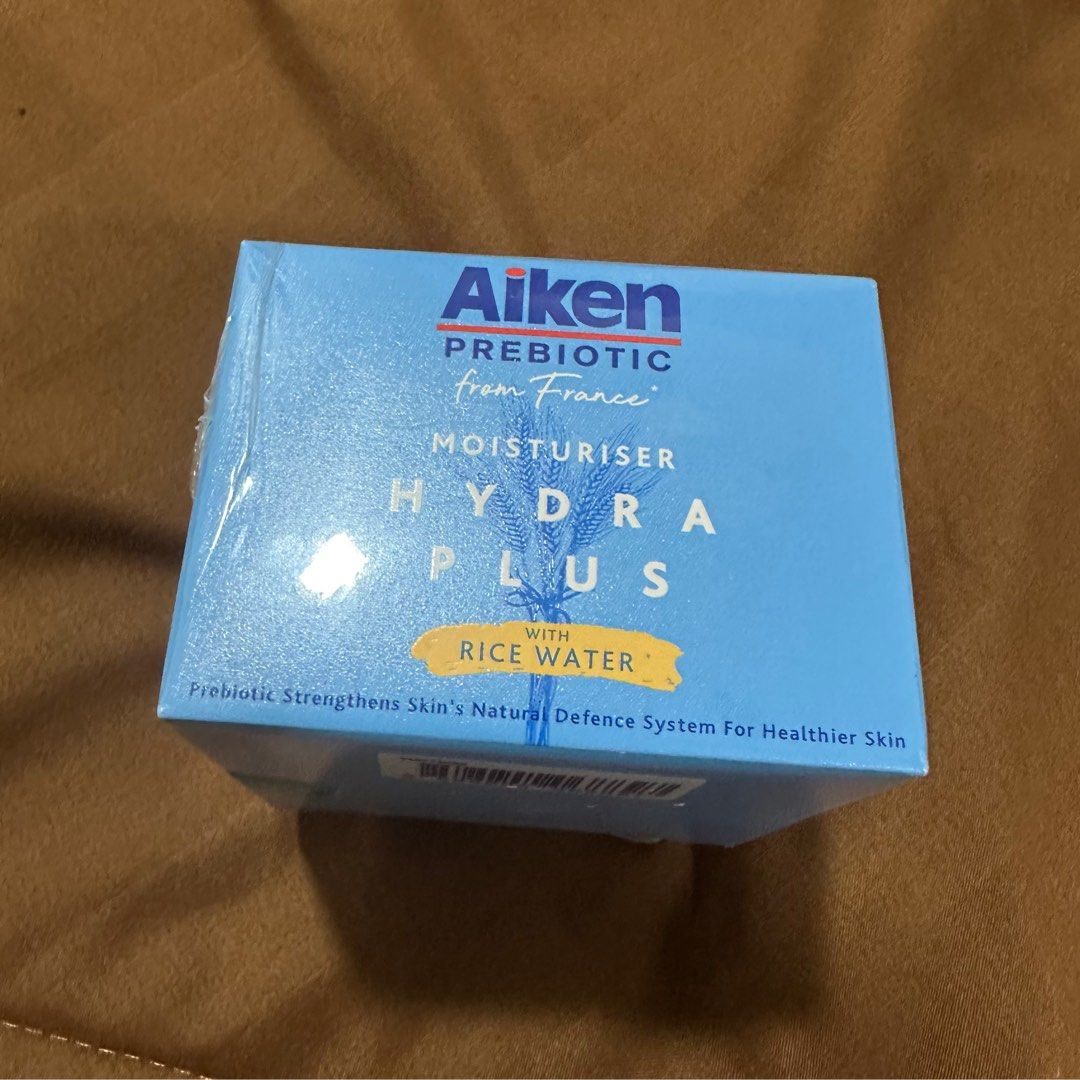 Aiken
PREBIOTIC
from France*
MOISTURISER
HYDRA
PLUS
WITH
RICE WATER
Prebiotic Strengthens Skin's Natural Defence System For Healthier Skin